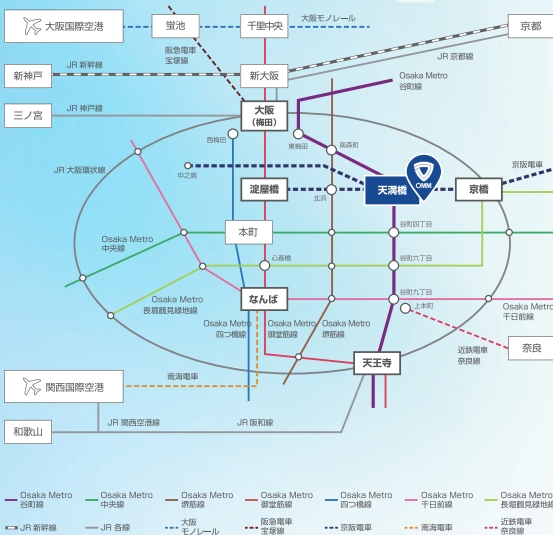 大阪国際空港
蛍池
千里中央
大阪モノレール
京都
阪急電車
宝塚線
JR 京都線
JR 新幹線
新神戸
新大阪
Osaka Metro
谷町線
JR 神戸線
三ノ宮
大阪
(梅田)
西梅田
東梅田
南森町
JR 大阪環状線
中之島
京阪電車
淀屋橋
北浜
天満橋
OMM
京橋
Osaka Metro
中央線
本町
谷町四丁目
心斎橋
谷町六丁目
Osaka Metro
長堀鶴見緑地線
なんば
谷町九丁目
上本町
Osaka Metro
千日前線
Osaka Metro
四つ橋線
Osaka Metro
御堂筋線
Osaka Metro
堺筋線
近鉄電車
奈良線
奈良
天王寺
南海電車
関西国際空港
和歌山
JR 関西空港線
JR 阪和線
Osaka Metro
谷町線
Osaka Metro
中央線
Osaka Metro
堺筋線
Osaka Metro
御堂筋線
Osaka Metro
四つ橋線
Osaka Metro
千日前線
Osaka Metro
長堀鶴見緑地線
JR 新幹線
JR 各線
大阪
モノレール
阪急電車
宝塚線
京阪電車
南海電車
近鉄電車
奈良線